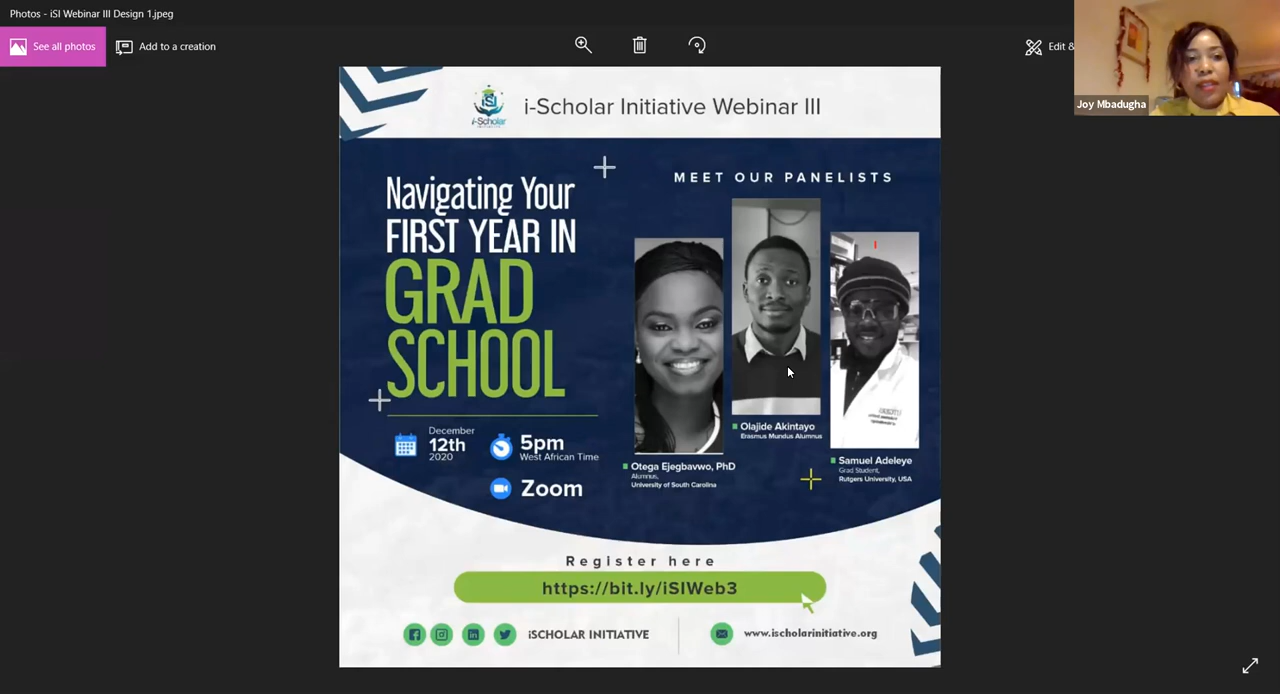 Photos - iSI Webinar III Design 1.jpeg
See all photos
Add to a creation
Edit &
Joy Mbadugha
iSI
i-Scholar
i-Scholar Initiative Webinar III
Navigating Your
FIRST YEAR IN
GRAD
SCHOOL
December
12th
2020
5pm
West African Time
Zoom
MEET OUR PANELISTS
Otega Ejegbavwo, PhD
Alumnus,
University of South Carolina
Olajide Akintayo
Erasmus Mundus Alumnus
Samuel Adeleye
Grad Student,
Rutgers University, USA
Register here
https://bit.ly/iSIWeb3
iSCHOLAR INITIATIVE
www.ischolarinitiative.org